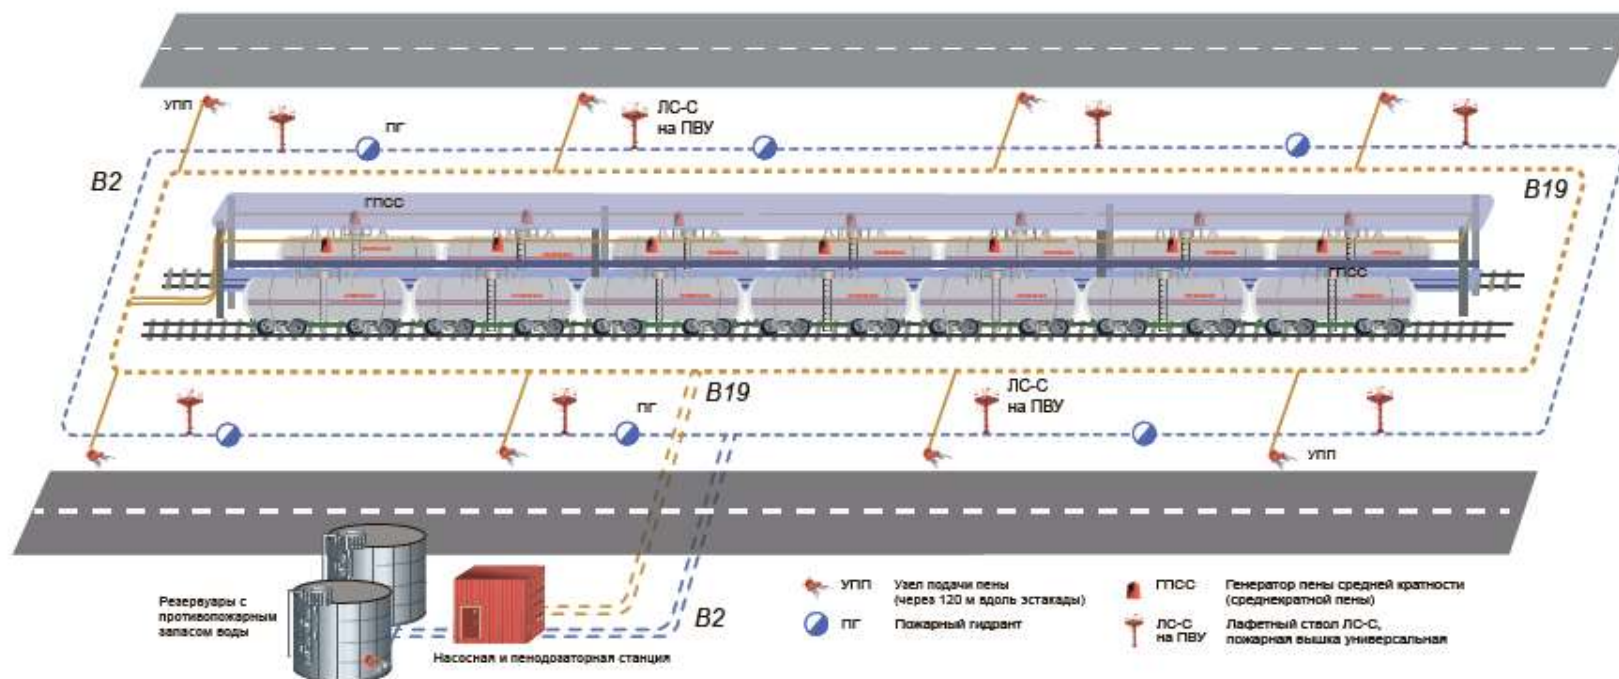 УПП
ПГ
ЛС-С
на ПВУ
В2
В19
ГПСС
ГПСС
В19
ПГ
ЛС-С
на ПВУ
УПП
В2
Резервуары с
противопожарным
запасом воды
Насосная и пенодозаторная станция
УПП
Узел подачи пены
(через 120 м вдоль эстакады)
ПГ
Пожарный гидрант
ГПСС
Генератор пены средней кратности
(среднекратной пены)
ЛС-С
на ПВУ
Лафетный ствол ЛС-С,
пожарная вышка универсальная